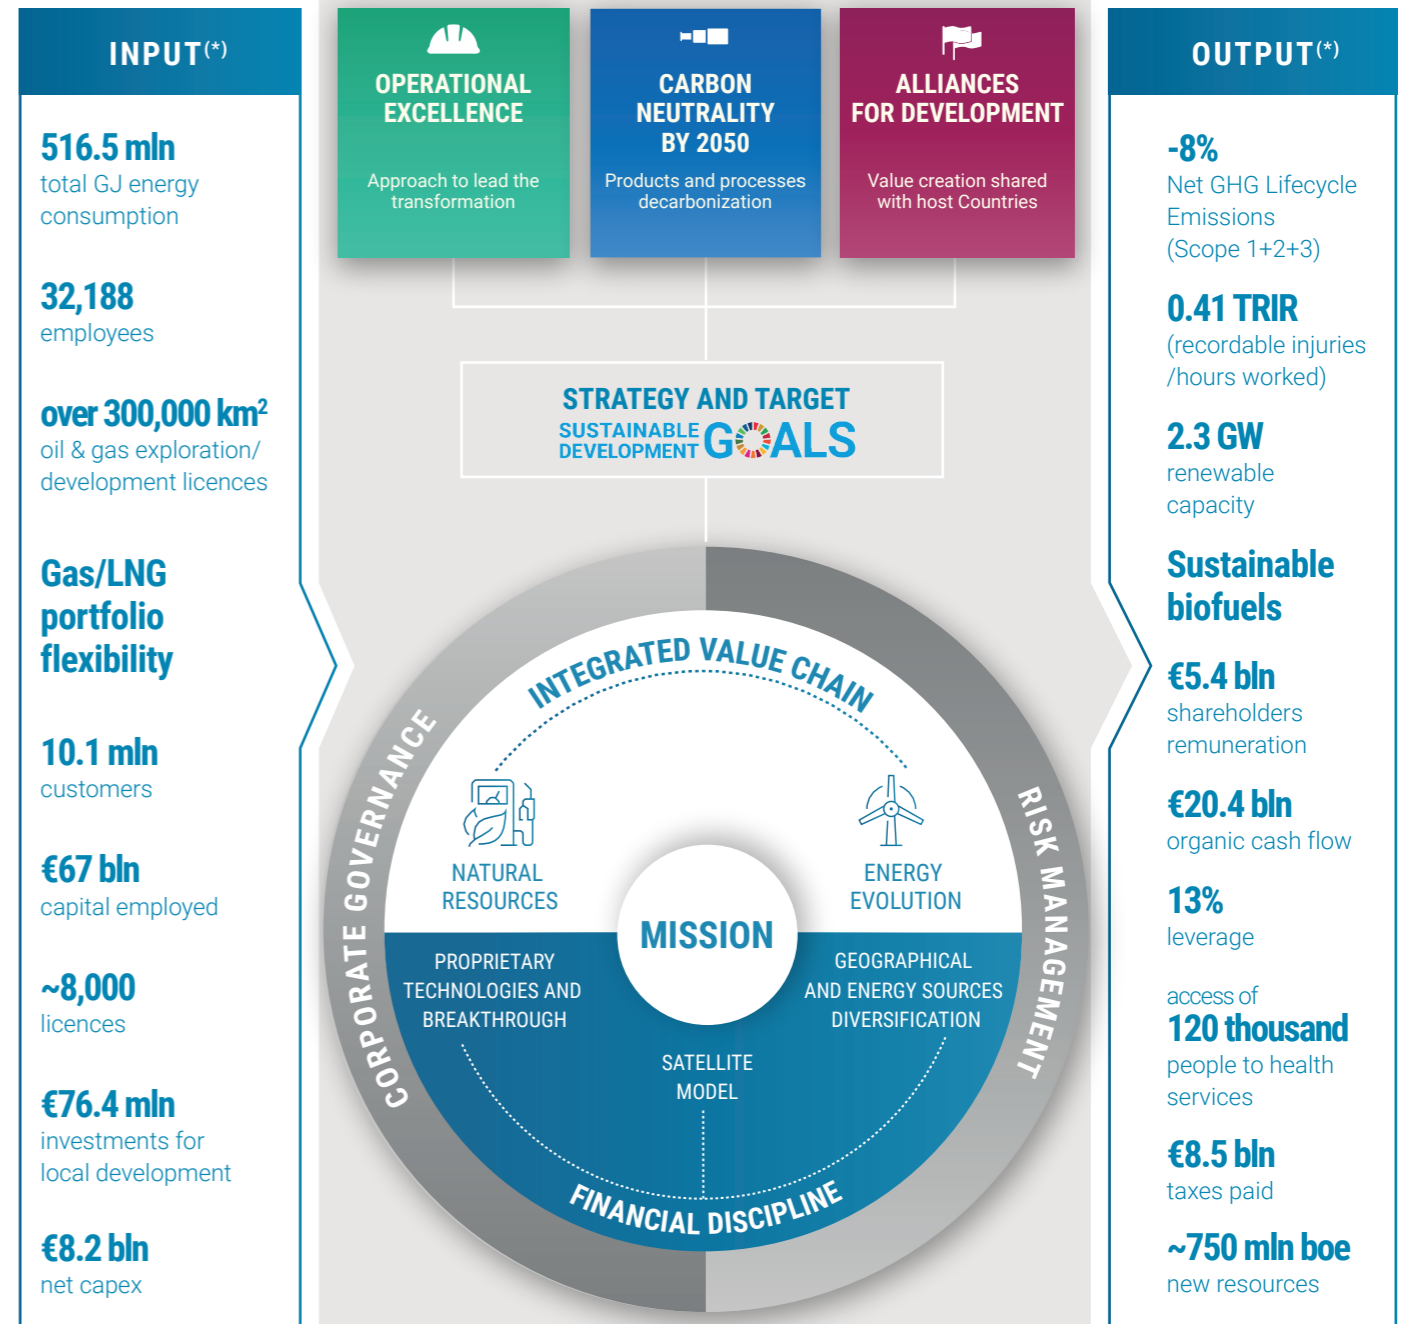 INPUT(*)
516.5 mln
total GJ energy
consumption
32,188
employees
over 300,000 km²
oil & gas exploration/
development licences
Gas/LNG
portfolio
flexibility
10.1 mln
customers
€67 bln
capital employed
~8,000
licences
€76.4 mln
investments for
local development
€8.2 bln
net capex
OPERATIONAL
EXCELLENCE
Approach to lead the
transformation
CARBON
NEUTRALITY
BY 2050
Products and processes
decarbonization
ALLIANCES
FOR DEVELOPMENT
Value creation shared
with host Countries
STRATEGY AND TARGET
SUSTAINABLE
DEVELOPMENT
GOALS
CORPORATE GOVERNANCE
RISK MANAGEMENT
INTEGRATED VALUE CHAIN
NATURAL
RESOURCES
ENERGY
EVOLUTION
MISSION
PROPRIETARY
TECHNOLOGIES AND
BREAKTHROUGH
GEOGRAPHICAL
AND ENERGY SOURCES
DIVERSIFICATION
SATELLITE
MODEL
FINANCIAL DISCIPLINE
OUTPUT(*)
-8%
Net GHG Lifecycle
Emissions
(Scope 1+2+3)
0.41 TRIR
(recordable injuries
/hours worked)
2.3 GW
renewable
capacity
Sustainable
biofuels
€5.4 bln
shareholders
remuneration
€20.4 bln
organic cash flow
13%
leverage
access of
120 thousand
people to health
services
€8.5 bln
taxes paid
~750 mln boe
new resources